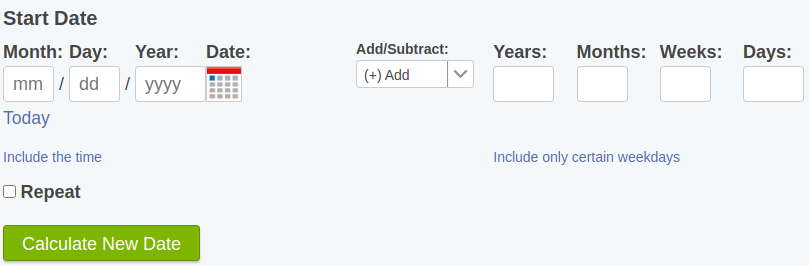 Start Date
Month: Day: Year: Date: Add/Subtract: Years: Months: Weeks: Days:
mm / dd / yyyy (+) Add
Today
Include the time Include only certain weekdays
Repeat
Calculate New Date